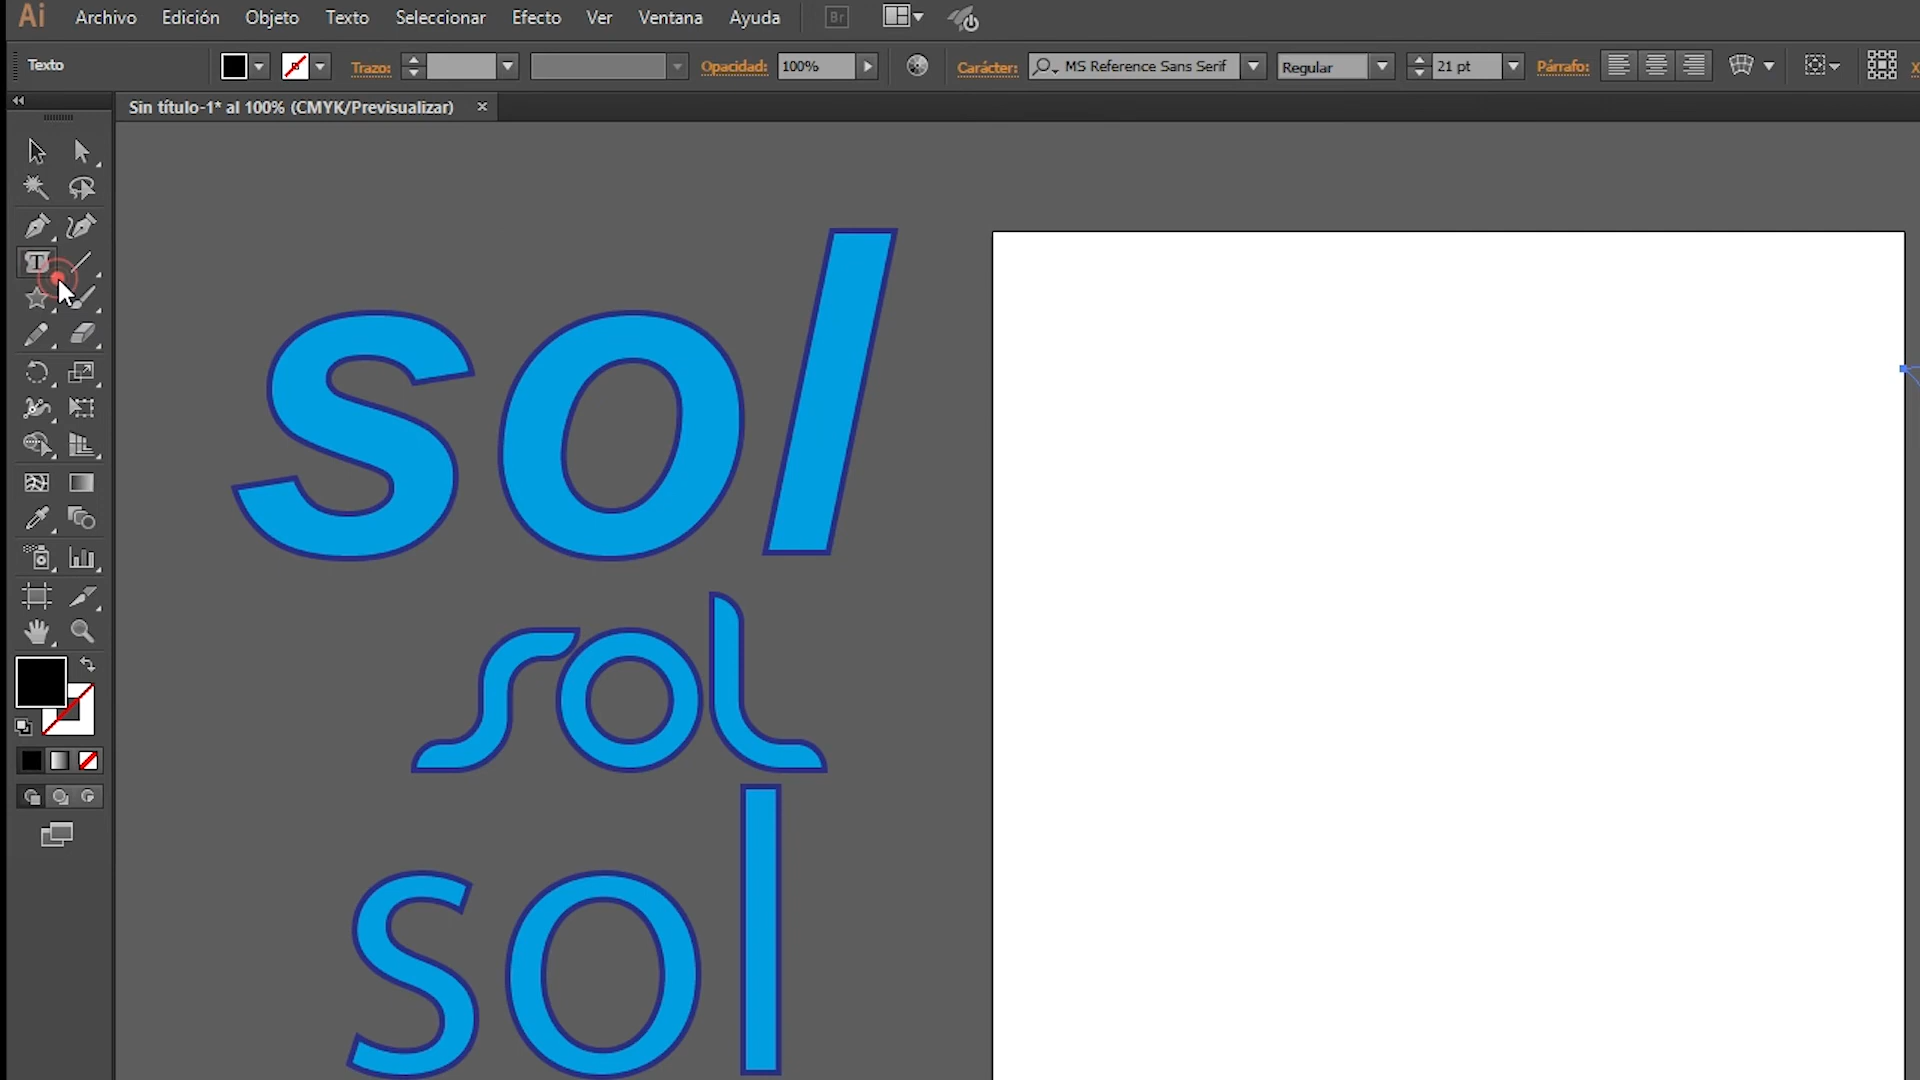 Ai Archivo Edición Objeto Texto Seleccionar Efecto Ver Ventana Ayuda Br
Texto Trazo: Opacidad: 100% Carácter: MS Reference Sans Serif Regular 21 pt Párrafo: X
Sin título-1* al 100% (CMYK/Previsualizar) ×
T
sol
sol
sol